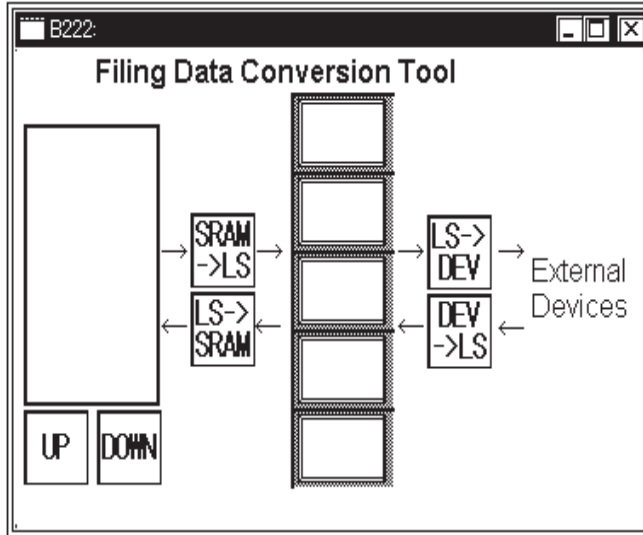 B222:
Filing Data Conversion Tool
SRAM
->LS
LS->
SRAM
LS->
DEV
DEV
->LS
External
Devices
UP
DOWN